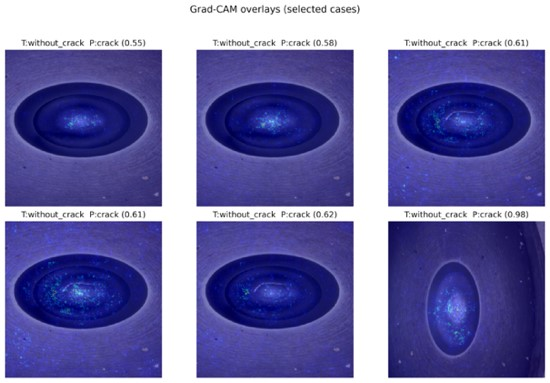 Grad-CAM overlays (selected cases)
T:without_crack P:crack (0.55)
T:without_crack P:crack (0.58)
T:without_crack P:crack (0.61)
T:without_crack P:crack (0.61)
T:without_crack P:crack (0.62)
T:without_crack P:crack (0.98)